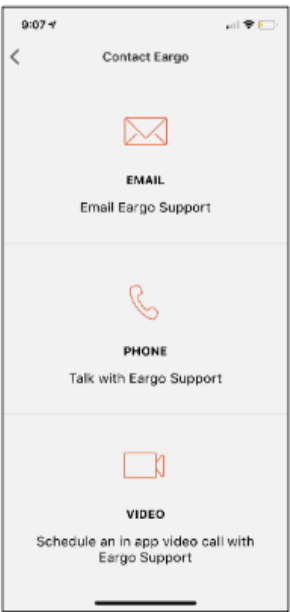 9:07
Contact Eargo
EMAIL
Email Eargo Support
PHONE
Talk with Eargo Support
VIDEO
Schedule an in app video call with
Eargo Support